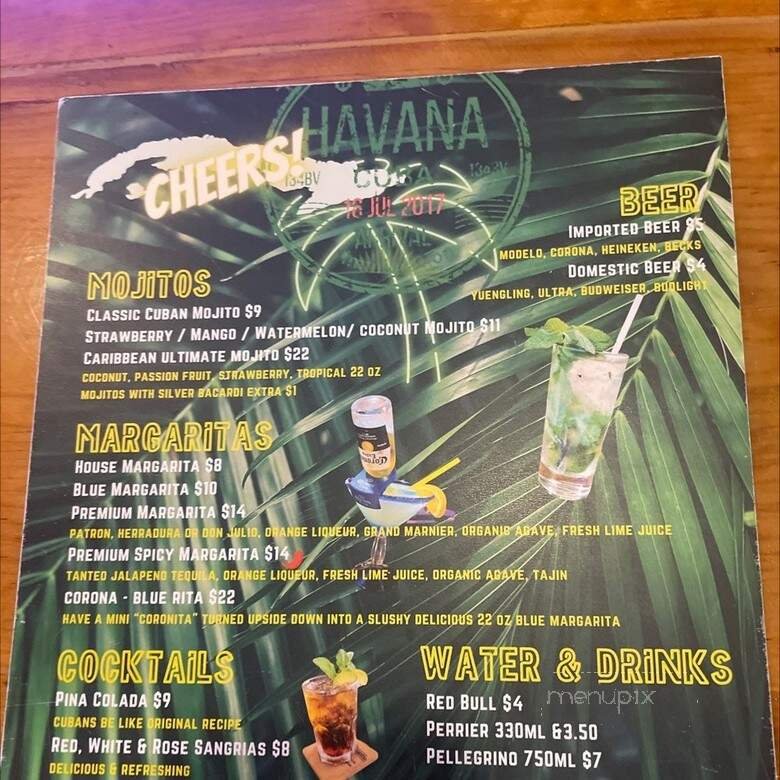 HAVANA
CUBA
134BV
16 JUL 2017
CHEERS!
MOJITOS
CLASSIC CUBAN MOJITO $9
STRAWBERRY / MANGO / WATERMELON/ COCONUT MOJITO $11
CARIBBEAN ULTIMATE MOJITO $22
COCONUT, PASSION FRUIT, STRAWBERRY, TROPICAL 22 OZ
MOJITOS WITH SILVER BACARDI EXTRA $1
BEER
IMPORTED BEER $5
MODELO, CORONA, HEINEKEN, BECKS
DOMESTIC BEER $4
YUENGLING, ULTRA, BUDWEISER, BUDLIGHT
MARGARITAS
HOUSE MARGARITA $8
BLUE MARGARITA $10
PREMIUM MARGARITA $14
PATRON, HERRADURA OR DON JULIO, ORANGE LIQUEUR, GRAND MARNIER, ORGANIC AGAVE, FRESH LIME JUICE
PREMIUM SPICY MARGARITA $14
TANTED JALAPENO TEQUILA, ORANGE LIQUEUR, FRESH LIME JUICE, ORGANIC AGAVE, TAJIN
CORONA - BLUE RITA $22
HAVE A MINI "CORONITA" TURNED UPSIDE DOWN INTO A SLUSHY DELICIOUS 22 OZ BLUE MARGARITA
COCKTAILS
PINA COLADA $9
CUBANS BE LIKE ORIGINAL RECIPE
RED, WHITE & ROSE SANGRIAS $8
DELICIOUS & REFRESHING
WATER & DRINKS
RED BULL $4
PERRIER 330ML &3.50
PELLEGRINO 750ML $7
menupix